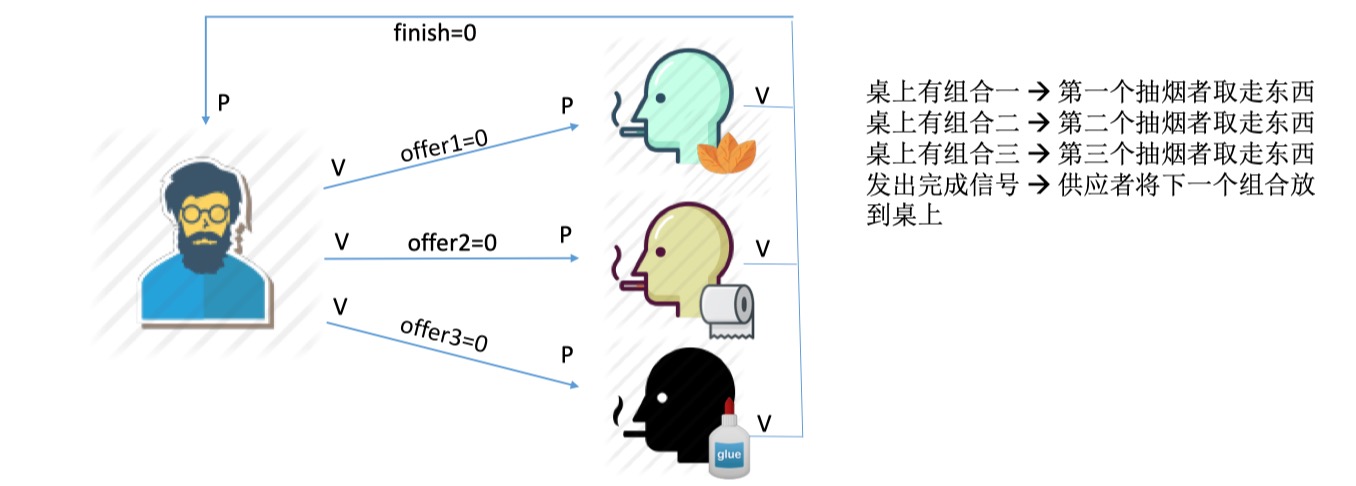 finish=0
P
V
offer1=0
P
V
V
offer2=0
P
V
V
offer3=0
P
V
glue
桌上有组合一 → 第一个抽烟者取走东西
桌上有组合二 → 第二个抽烟者取走东西
桌上有组合三 → 第三个抽烟者取走东西
发出完成信号 → 供应者将下一个组合放
到桌上